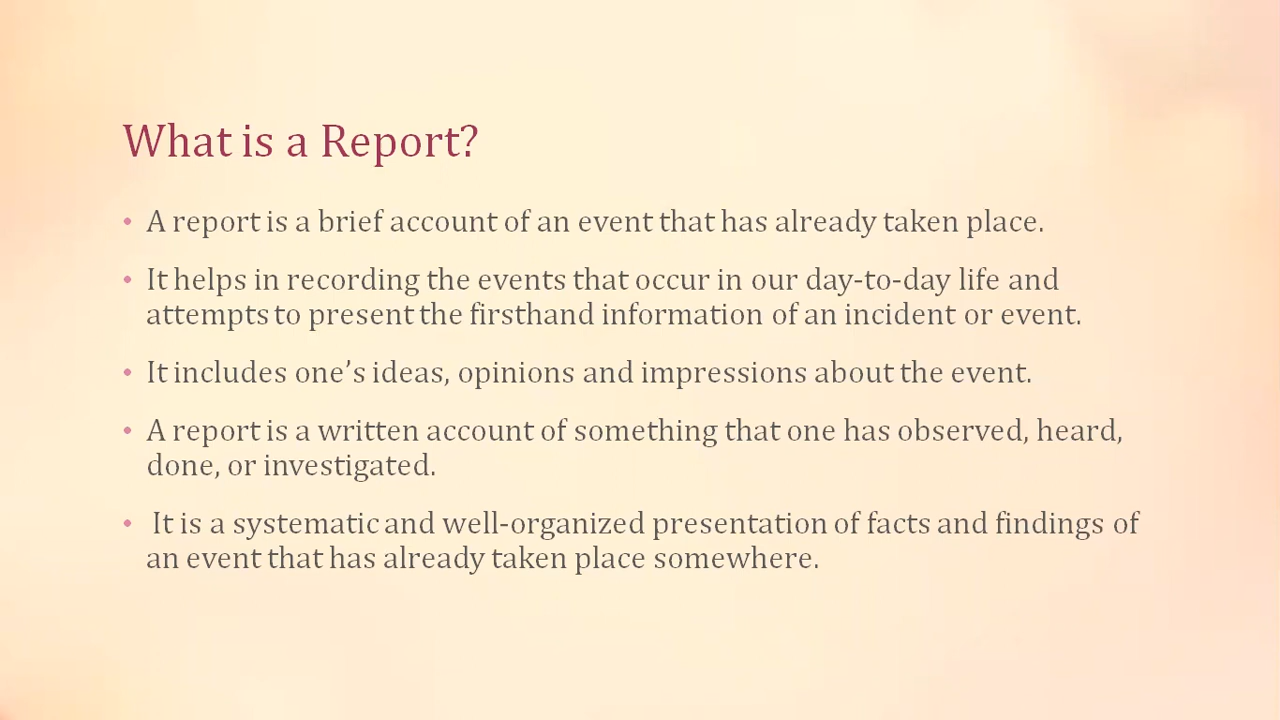 What is a Report?
• A report is a brief account of an event that has already taken place.
• It helps in recording the events that occur in our day-to-day life and
attempts to present the firsthand information of an incident or event.
• It includes one’s ideas, opinions and impressions about the event.
• A report is a written account of something that one has observed, heard,
done, or investigated.
• It is a systematic and well-organized presentation of facts and findings of
an event that has already taken place somewhere.